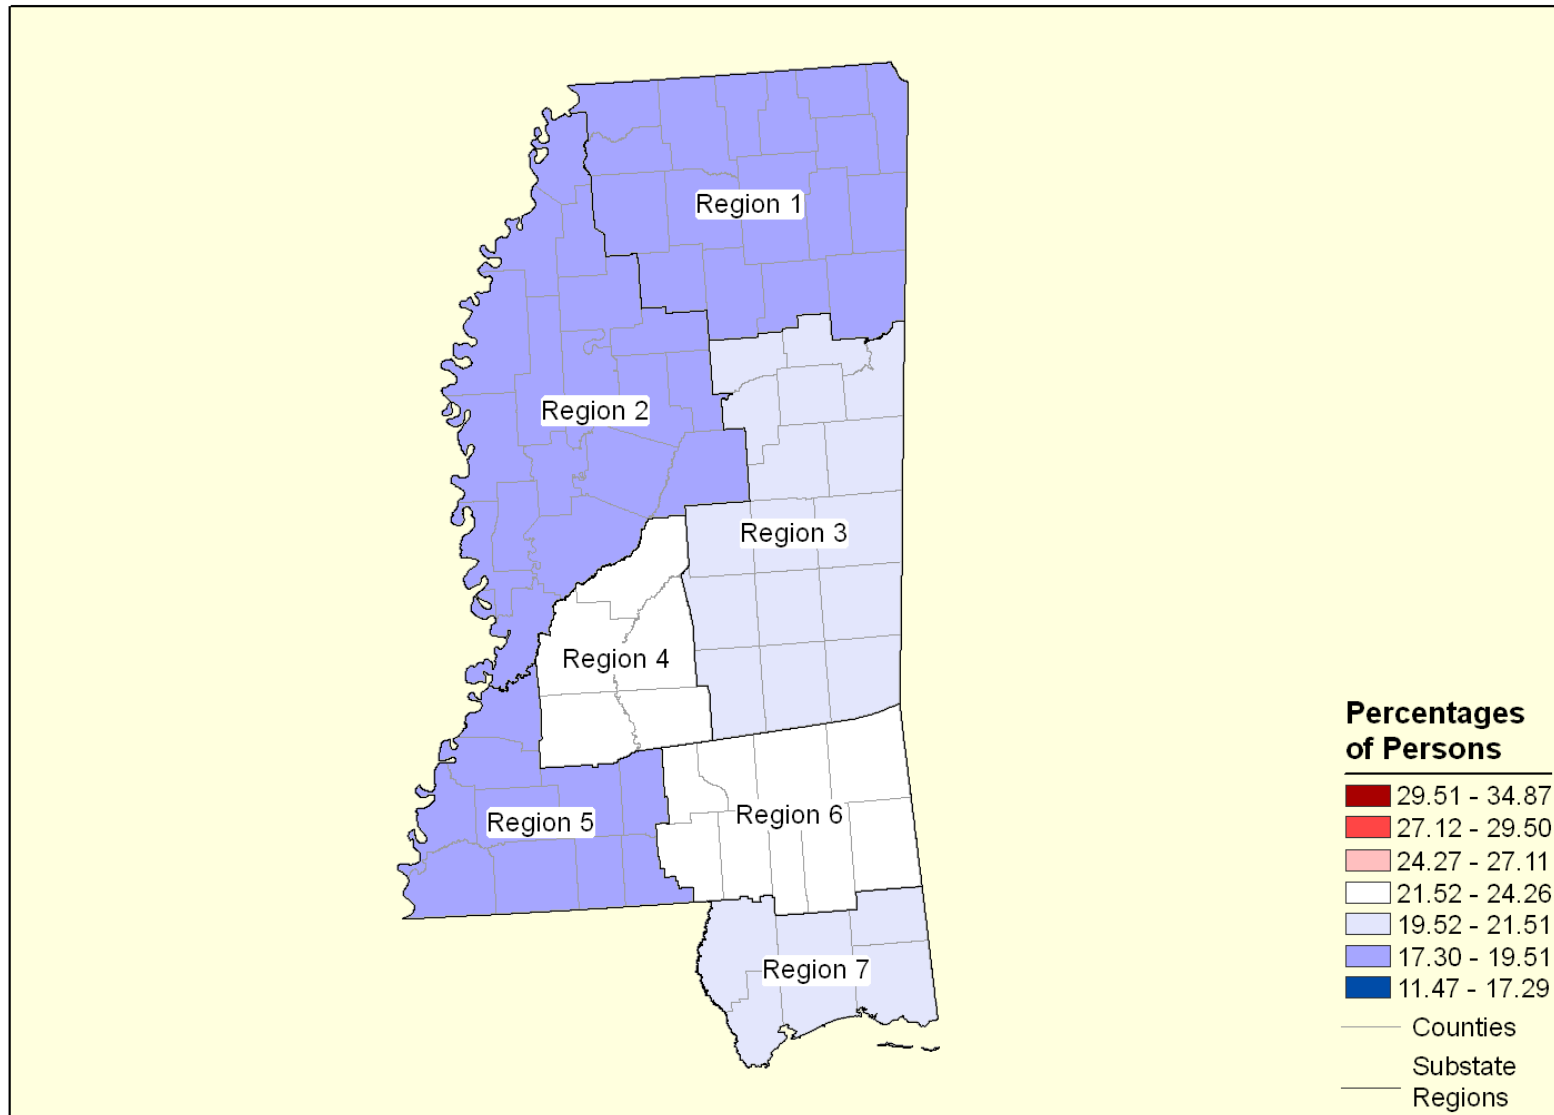 Region 1
Region 2
Region 3
Region 4
Region 5
Region 6
Region 7
Percentages
of Persons
29.51 - 34.87
27.12 - 29.50
24.27 - 27.11
21.52 - 24.26
19.52 - 21.51
17.30 - 19.51
11.47 - 17.29
Counties
Substate
Regions